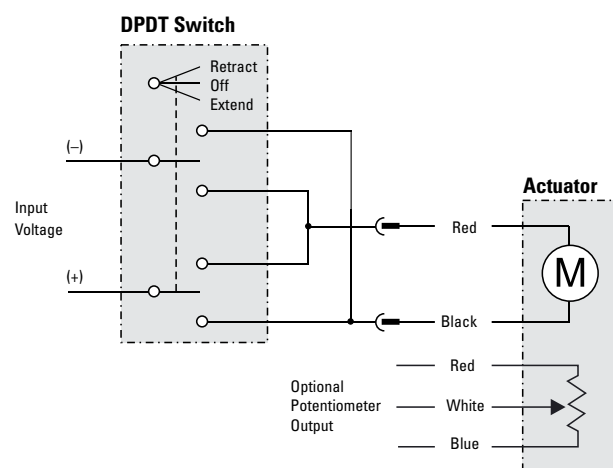 DPDT Switch
Retract
Off
Extend
(–)
Input
Voltage
(+)
Actuator
Red
M
Black
Red
Optional
Potentiometer
Output
White
Blue